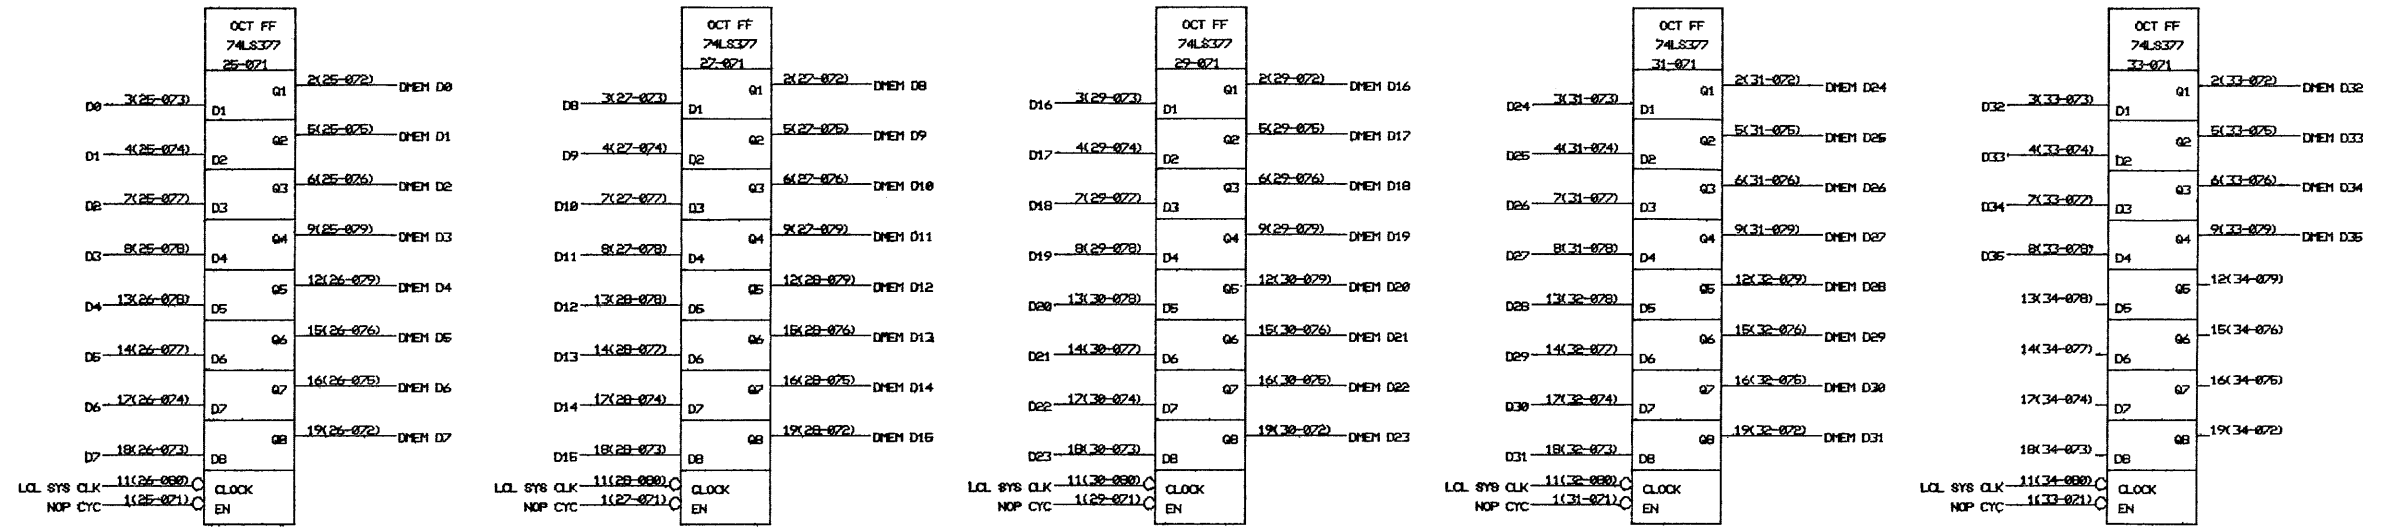 OCT FF
74LS377
25-071
D0 3(25-073) D1 Q1 2(25-072) DMEM D0
D1 4(25-074) D2 Q2 5(25-075) DMEM D1
D2 7(25-077) D3 Q3 6(25-076) DMEM D2
D3 8(25-078) D4 Q4 9(25-079) DMEM D3
D4 13(26-078) D5 Q5 12(26-079) DMEM D4
D5 14(26-077) D6 Q6 15(26-076) DMEM D5
D6 17(26-074) D7 Q7 16(26-075) DMEM D6
D7 18(26-073) D8 Q8 19(26-072) DMEM D7
LCL SYS CLK 11(26-080) CLOCK
NOP CYC 1(25-071) EN
OCT FF
74LS377
27-071
D8 3(27-073) D1 Q1 2(27-072) DMEM D8
D9 4(27-074) D2 Q2 5(27-075) DMEM D9
D10 7(27-077) D3 Q3 6(27-076) DMEM D10
D11 8(27-078) D4 Q4 9(27-079) DMEM D11
D12 13(28-078) D5 Q5 12(28-079) DMEM D12
D13 14(28-077) D6 Q6 15(28-076) DMEM D13
D14 17(28-074) D7 Q7 16(28-075) DMEM D14
D15 18(28-073) D8 Q8 19(28-072) DMEM D15
LCL SYS CLK 11(28-080) CLOCK
NOP CYC 1(27-071) EN
OCT FF
74LS377
29-071
D16 3(29-073) D1 Q1 2(29-072) DMEM D16
D17 4(29-074) D2 Q2 5(29-075) DMEM D17
D18 7(29-077) D3 Q3 6(29-076) DMEM D18
D19 8(29-078) D4 Q4 9(29-079) DMEM D19
D20 13(30-078) D5 Q5 12(30-079) DMEM D20
D21 14(30-077) D6 Q6 15(30-076) DMEM D21
D22 17(30-074) D7 Q7 16(30-075) DMEM D22
D23 18(30-073) D8 Q8 19(30-072) DMEM D23
LCL SYS CLK 11(30-080) CLOCK
NOP CYC 1(29-071) EN
OCT FF
74LS377
31-071
D24 3(31-073) D1 Q1 2(31-072) DMEM D24
D25 4(31-074) D2 Q2 5(31-075) DMEM D25
D26 7(31-077) D3 Q3 6(31-076) DMEM D26
D27 8(31-078) D4 Q4 9(31-079) DMEM D27
D28 13(32-078) D5 Q5 12(32-079) DMEM D28
D29 14(32-077) D6 Q6 15(32-076) DMEM D29
D30 17(32-074) D7 Q7 16(32-075) DMEM D30
D31 18(32-073) D8 Q8 19(32-072) DMEM D31
LCL SYS CLK 11(32-080) CLOCK
NOP CYC 1(31-071) EN
OCT FF
74LS377
33-071
D32 3(33-073) D1 Q1 2(33-072) DMEM D32
D33 4(33-074) D2 Q2 5(33-075) DMEM D33
D34 7(33-077) D3 Q3 6(33-076) DMEM D34
D35 8(33-078) D4 Q4 9(33-079) DMEM D35
13(34-078) D5 Q5 12(34-079)
14(34-077) D6 Q6 15(34-076)
17(34-074) D7 Q7 16(34-075)
18(34-073) D8 Q8 19(34-072)
LCL SYS CLK 11(34-080) CLOCK
NOP CYC 1(33-071) EN